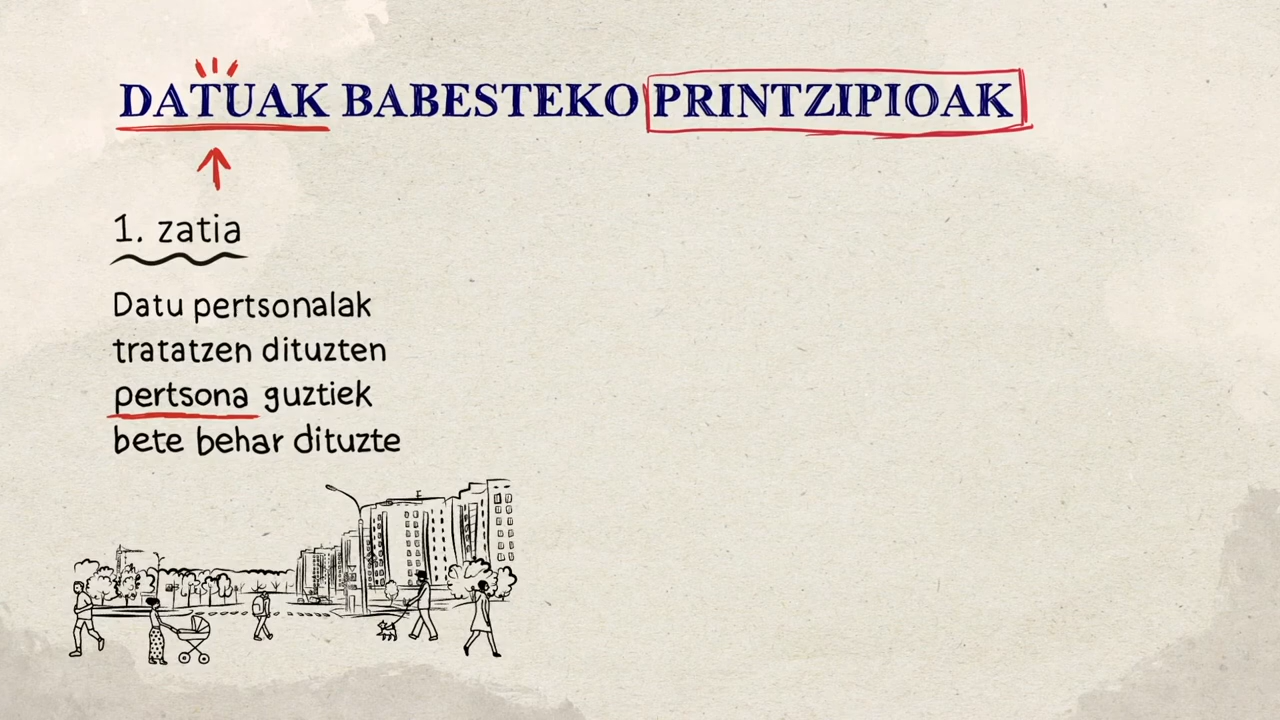 DATUAK BABESTEKO PRINTZIPIOAK
1. zatia
Datu pertsonalak
tratatzen dituzten
pertsona guztiek
bete behar dituzte